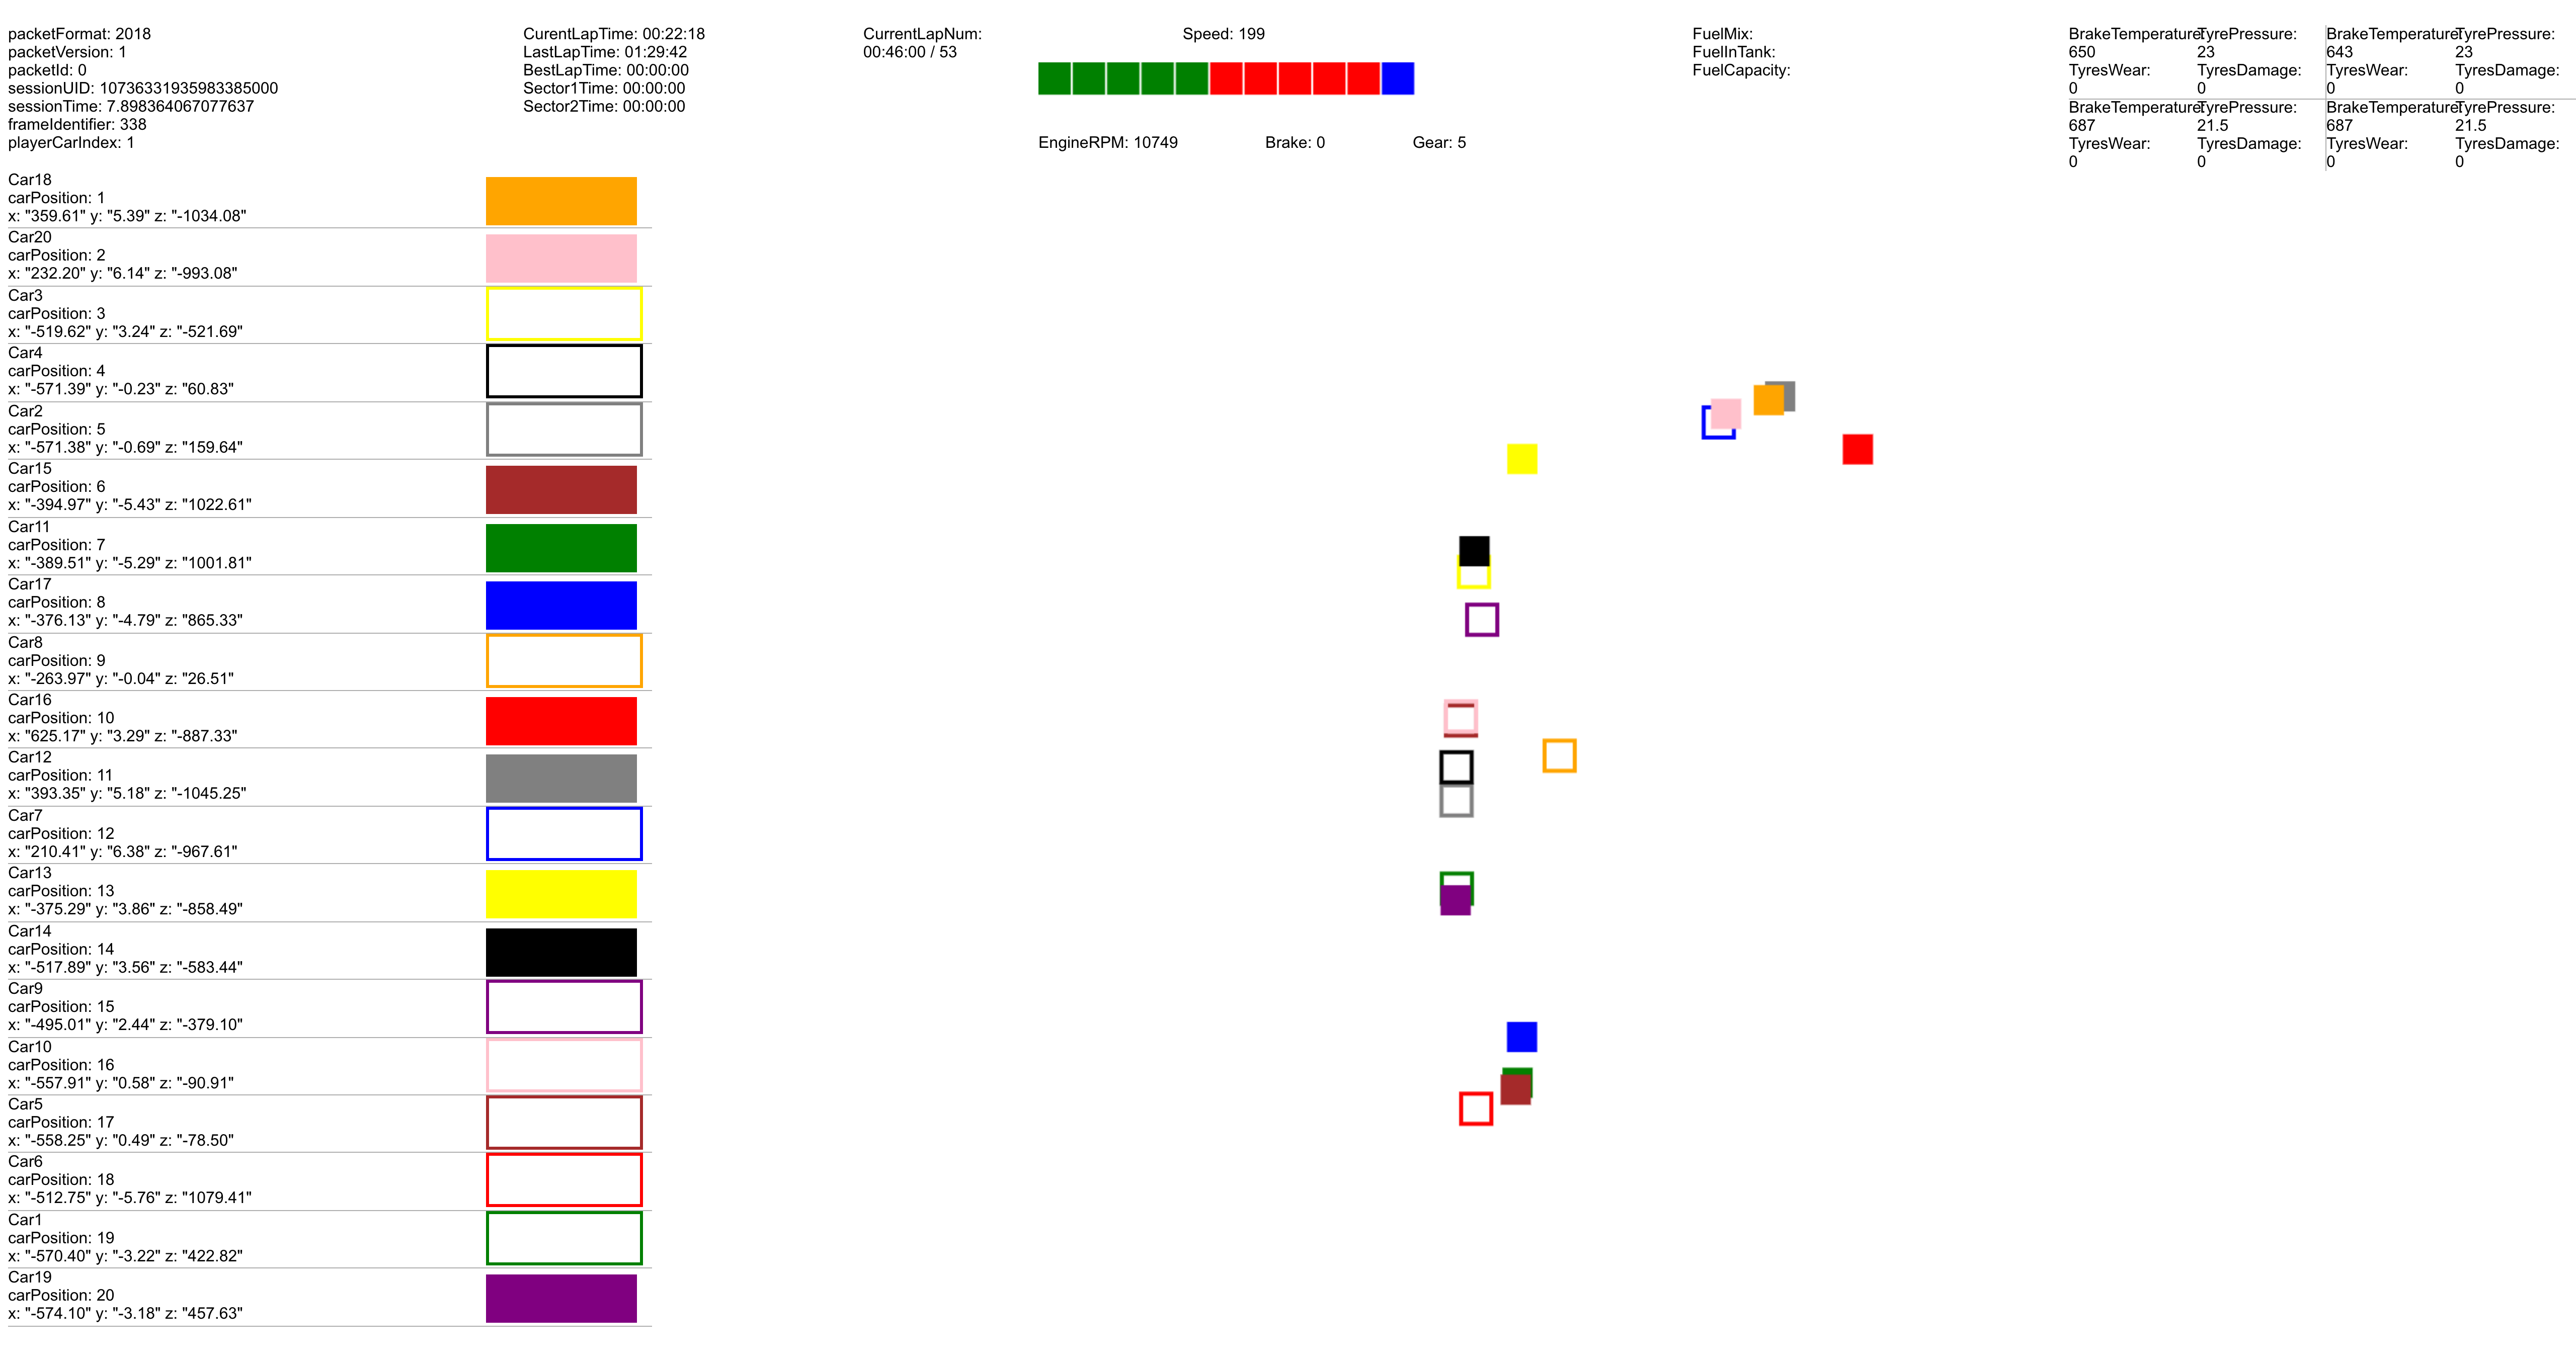 packetFormat: 2018
packetVersion: 1
packetId: 0
sessionUID: 10736331935983385000
sessionTime: 7.898364067077637
frameIdentifier: 338
playerCarIndex: 1
CurentLapTime: 00:22:18
LastLapTime: 01:29:42
BestLapTime: 00:00:00
Sector1Time: 00:00:00
Sector2Time: 00:00:00
CurrentLapNum:
00:46:00 / 53
Speed: 199
EngineRPM: 10749
Brake: 0
Gear: 5
FuelMix:
FuelInTank:
FuelCapacity:
BrakeTemperature:
650
TyresWear:
0
TyrePressure:
23
TyresDamage:
0
BrakeTemperature:
643
TyresWear:
0
TyrePressure:
23
TyresDamage:
0
BrakeTemperature:
687
TyresWear:
0
TyrePressure:
21.5
TyresDamage:
0
BrakeTemperature:
687
TyresWear:
0
TyrePressure:
21.5
TyresDamage:
0
Car18
carPosition: 1
x: "359.61" y: "5.39" z: "-1034.08"
Car20
carPosition: 2
x: "232.20" y: "6.14" z: "-993.08"
Car3
carPosition: 3
x: "-519.62" y: "3.24" z: "-521.69"
Car4
carPosition: 4
x: "-571.39" y: "-0.23" z: "60.83"
Car2
carPosition: 5
x: "-571.38" y: "-0.69" z: "159.64"
Car15
carPosition: 6
x: "-394.97" y: "-5.43" z: "1022.61"
Car11
carPosition: 7
x: "-389.51" y: "-5.29" z: "1001.81"
Car17
carPosition: 8
x: "-376.13" y: "-4.79" z: "865.33"
Car8
carPosition: 9
x: "-263.97" y: "-0.04" z: "26.51"
Car16
carPosition: 10
x: "625.17" y: "3.29" z: "-887.33"
Car12
carPosition: 11
x: "393.35" y: "5.18" z: "-1045.25"
Car7
carPosition: 12
x: "210.41" y: "6.38" z: "-967.61"
Car13
carPosition: 13
x: "-375.29" y: "3.86" z: "-858.49"
Car14
carPosition: 14
x: "-517.89" y: "3.56" z: "-583.44"
Car9
carPosition: 15
x: "-495.01" y: "2.44" z: "-379.10"
Car10
carPosition: 16
x: "-557.91" y: "0.58" z: "-90.91"
Car5
carPosition: 17
x: "-558.25" y: "0.49" z: "-78.50"
Car6
carPosition: 18
x: "-512.75" y: "-5.76" z: "1079.41"
Car1
carPosition: 19
x: "-570.40" y: "-3.22" z: "422.82"
Car19
carPosition: 20
x: "-574.10" y: "-3.18" z: "457.63"